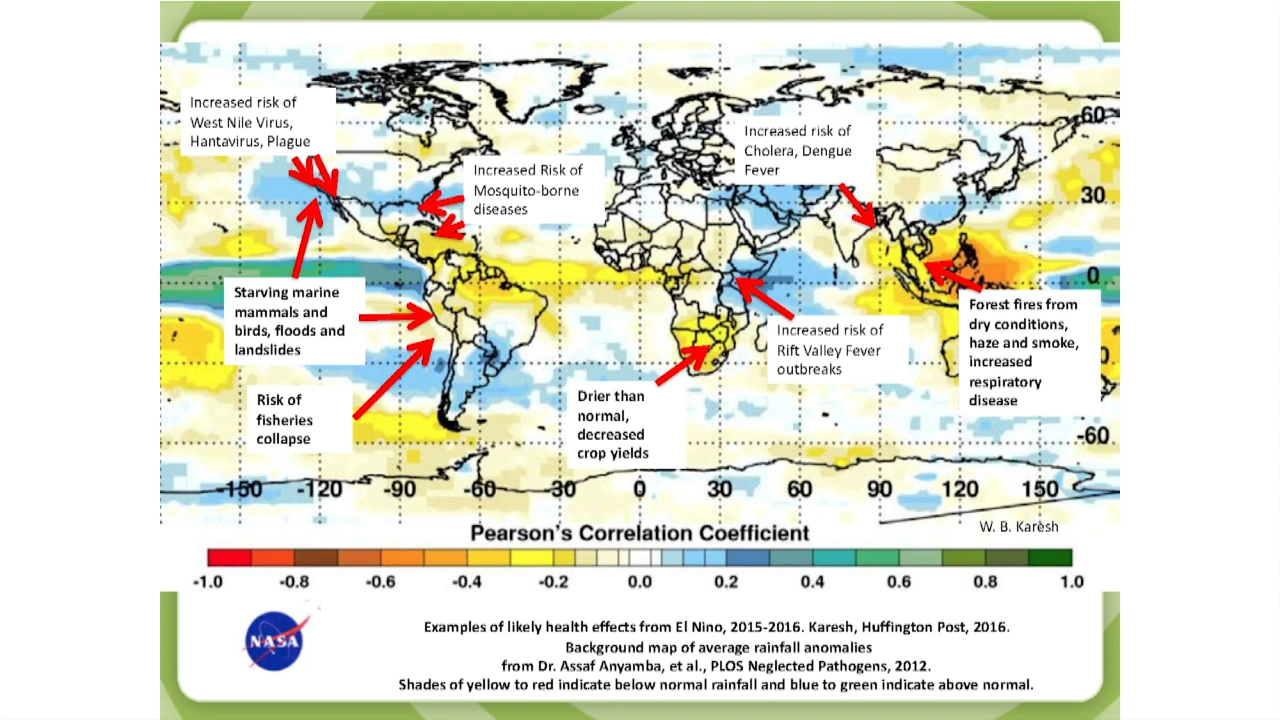 Increased risk of
West Nile Virus,
Hantavirus, Plague
Increased Risk of
Mosquito-borne
diseases
Increased risk of
Cholera, Dengue
Fever
60
30
0
Starving marine
mammals and
birds, floods and
landslides
Forest fires from
dry conditions,
haze and smoke,
increased
respiratory
disease
Increased risk of
Rift Valley Fever
outbreaks
0
Risk of
fisheries
collapse
Drier than
normal,
decreased
crop yields
-60
-150 -120 -90 -60 -30 0 30 60 90 120 150
W. B. Karesh
Pearson's Correlation Coefficient
-1.0 -0.8 -0.6 -0.4 -0.2 0.0 0.2 0.4 0.6 0.8 1.0
NASA
Examples of likely health effects from El Nino, 2015-2016. Karesh, Huffington Post, 2016.
Background map of average rainfall anomalies
from Dr. Assaf Anyamba, et al., PLOS Neglected Pathogens, 2012.
Shades of yellow to red indicate below normal rainfall and blue to green indicate above normal.